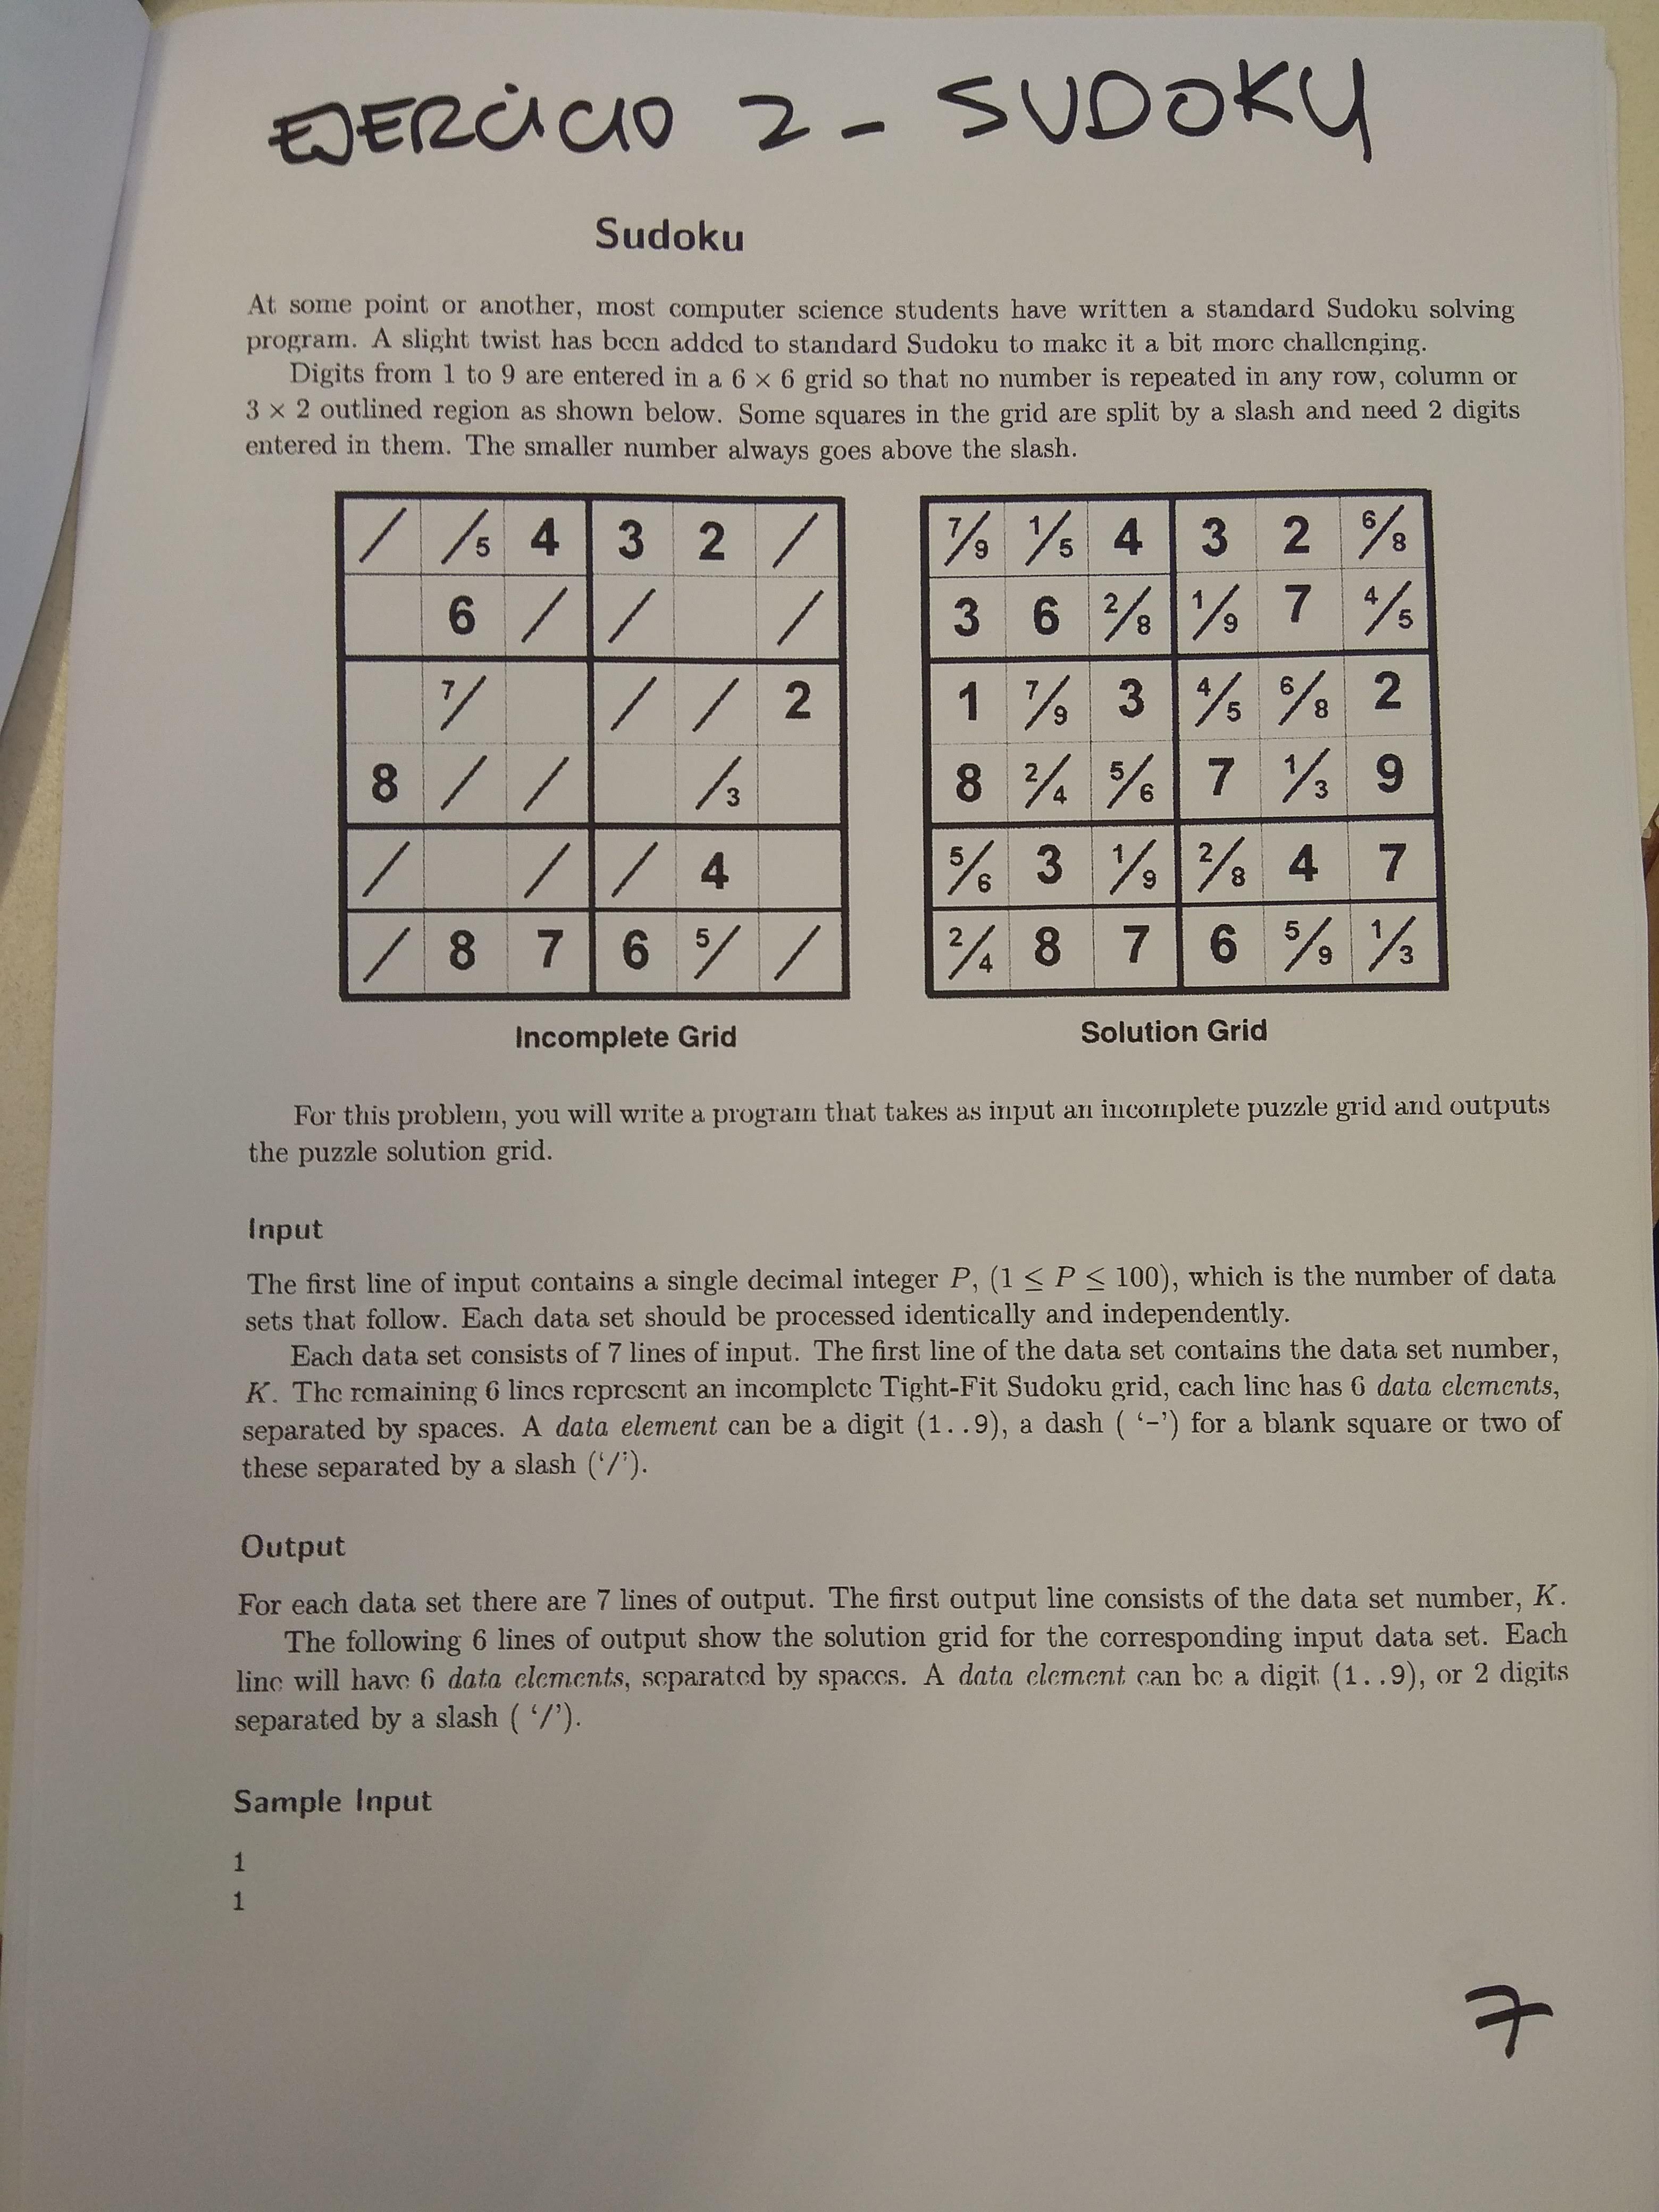 EJERCICIO 2 - SUDOKU
Sudoku
At some point or another, most computer science students have written a standard Sudoku solving
program. A slight twist has been added to standard Sudoku to make it a bit more challenging.
Digits from 1 to 9 are entered in a 6 × 6 grid so that no number is repeated in any row, column or
3 × 2 outlined region as shown below. Some squares in the grid are split by a slash and need 2 digits
entered in them. The smaller number always goes above the slash.
/ /5 4 3 2 /
6 / / /
7/ / / 2
8 / / /3
/ / / 4
/ 8 7 6 5/ /
Incomplete Grid
7/9 1/5 4 3 2 6/8
3 6 2/8 1/9 7 4/5
1 7/9 3 4/5 6/8 2
8 2/4 5/6 7 1/3 9
5/6 3 1/9 2/8 4 7
2/4 8 7 6 5/9 1/3
Solution Grid
For this problem, you will write a program that takes as input an incomplete puzzle grid and outputs
the puzzle solution grid.
Input
The first line of input contains a single decimal integer P, (1 ≤ P ≤ 100), which is the number of data
sets that follow. Each data set should be processed identically and independently.
Each data set consists of 7 lines of input. The first line of the data set contains the data set number,
K. The remaining 6 lines represent an incomplete Tight-Fit Sudoku grid, each line has 6 data elements,
separated by spaces. A data element can be a digit (1..9), a dash ( ‘-’) for a blank square or two of
these separated by a slash (‘/’).
Output
For each data set there are 7 lines of output. The first output line consists of the data set number, K.
The following 6 lines of output show the solution grid for the corresponding input data set. Each
line will have 6 data elements, separated by spaces. A data element can be a digit (1..9), or 2 digits
separated by a slash ( ‘/’).
Sample Input
1
1
7